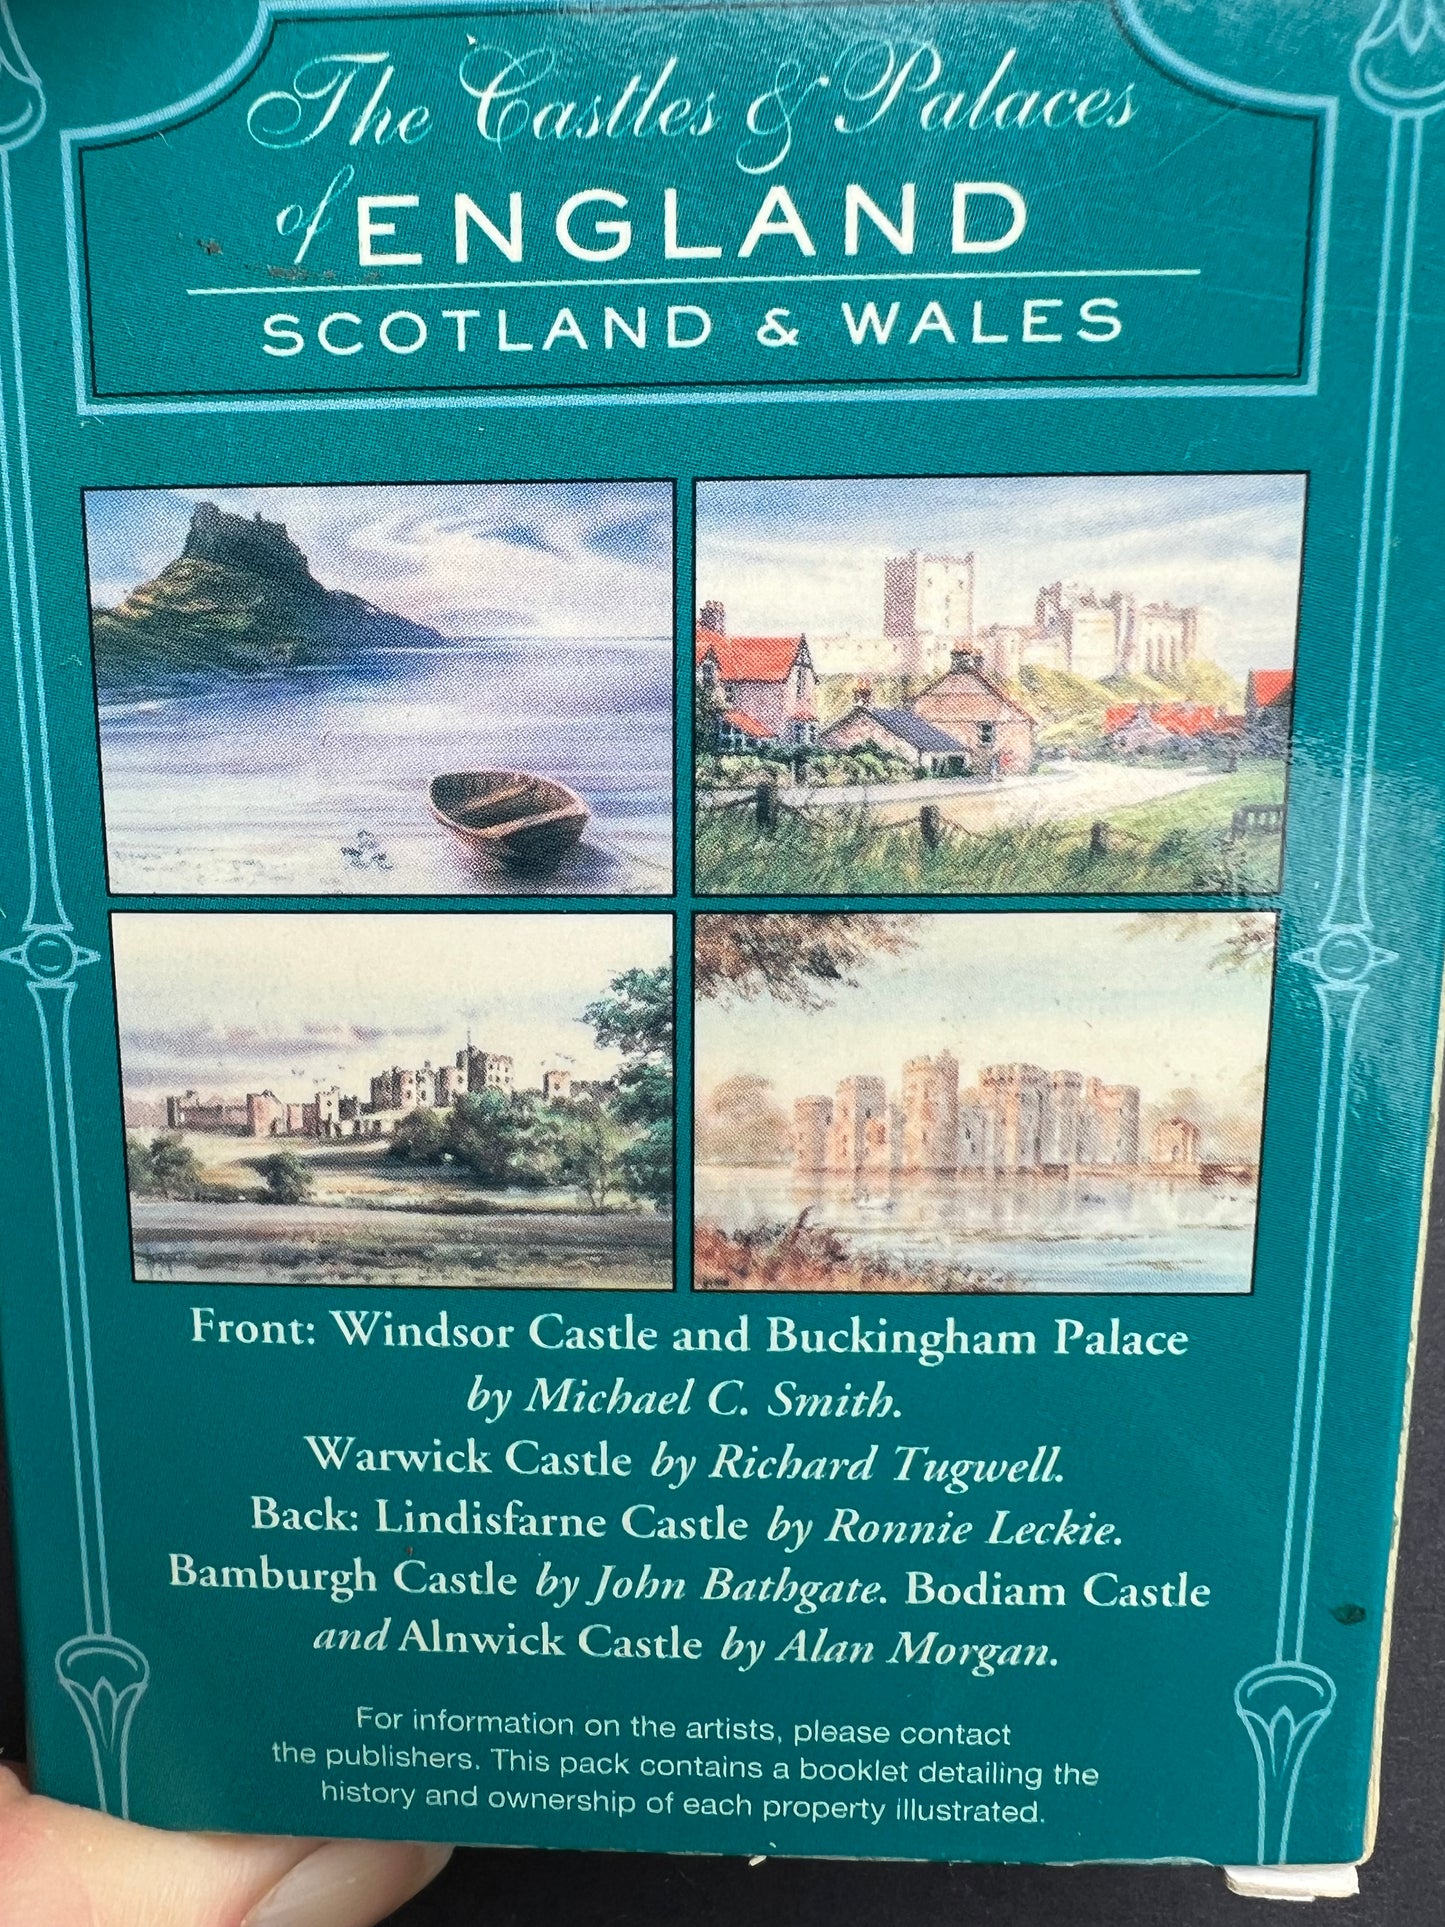 The Castles & Palaces
of ENGLAND
SCOTLAND & WALES
Front: Windsor Castle and Buckingham Palace
by Michael C. Smith.
Warwick Castle by Richard Tugwell.
Back: Lindisfarne Castle by Ronnie Leckie.
Bamburgh Castle by John Bathgate. Bodiam Castle
and Alnwick Castle by Alan Morgan.
For information on the artists, please contact
the publishers. This pack contains a booklet detailing the
history and ownership of each property illustrated.